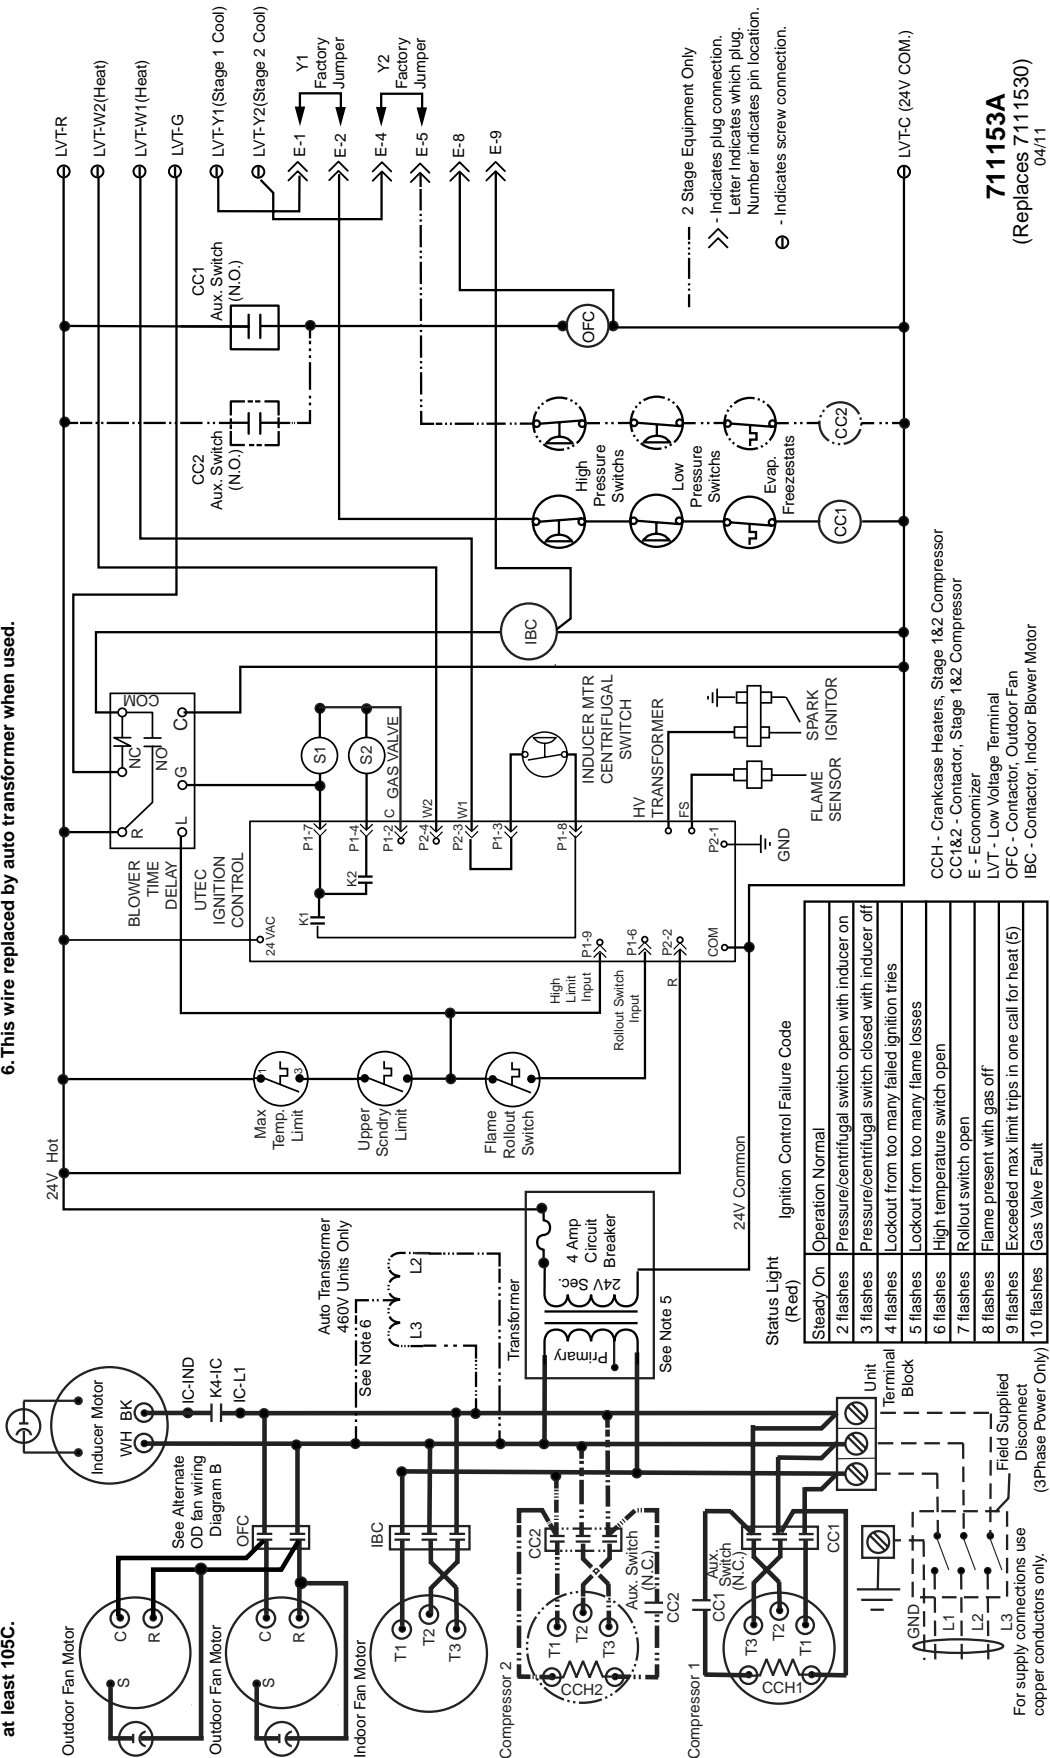 at least 105C.
6. This wire replaced by auto transformer when used.
Outdoor Fan Motor
S
C
R
Outdoor Fan Motor
S
C
R
Indoor Fan Motor
T1
T2
T3
Compressor 2
CCH2
T1
T2
T3
Aux. Switch
(N.C.)
CC2
Compressor 1
CC1
Aux.
Switch
(N.C.)
CCH1
T3
T2
T1
See Alternate
OD fan wiring
Diagram B
OFC
IBC
CC2
CC1
Inducer Motor
WH
BK
IC-IND
K4-IC
IC-L1
Auto Transformer
460V Units Only
See Note 6
L3
L2
Transformer
Primary
24V Sec.
4 Amp
Circuit
Breaker
See Note 5
GND
L1
L2
L3
For supply connections use
copper conductors only.
Unit
Terminal
Block
Field Supplied
Disconnect
(3Phase Power Only)
24V Hot
24V Common
Max
Temp.
Limit
1
3
Upper
Scndry
Limit
Flame
Rollout
Switch
High
Limit
Input
Rollout Switch
Input
R
BLOWER
TIME
DELAY
R
NC
NO
COM
L
G
C
UTEC
IGNITION
CONTROL
24 VAC
K1
K2
P1-9
P1-6
P2-2
COM
P1-7
P1-4
P1-2
C
P2-4
W2
P2-3
W1
P1-3
P1-8
FS
P2-1
GND
S1
S2
GAS VALVE
INDUCER MTR
CENTRIFUGAL
SWITCH
HV
TRANSFORMER
SPARK
IGNITOR
FLAME
SENSOR
IBC
LVT-R
LVT-W2(Heat)
LVT-W1(Heat)
LVT-G
LVT-Y1(Stage 1 Cool)
LVT-Y2(Stage 2 Cool)
E-1
Y1
Factory
Jumper
E-2
E-4
Y2
Factory
Jumper
E-5
E-8
E-9
LVT-C (24V COM.)
CC1
Aux. Switch
(N.O.)
CC2
Aux. Switch
(N.O.)
OFC
High
Pressure
Switchs
Low
Pressure
Switchs
Evap.
Freezestats
CC2
CC1
2 Stage Equipment Only
- Indicates plug connection.
Letter Indicates which plug.
Number indicates pin location.
- Indicates screw connection.
Status Light
(Red)
Ignition Control Failure Code
Steady On Operation Normal
2 flashes Pressure/centrifugal switch open with inducer on
3 flashes Pressure/centrifugal switch closed with inducer off
4 flashes Lockout from too many failed ignition tries
5 flashes Lockout from too many flame losses
6 flashes High temperature switch open
7 flashes Rollout switch open
8 flashes Flame present with gas off
9 flashes Exceeded max limit trips in one call for heat (5)
10 flashes Gas Valve Fault
CCH - Crankcase Heaters, Stage 1&2 Compressor
CC1&2 - Contactor, Stage 1&2 Compressor
E - Economizer
LVT - Low Voltage Terminal
OFC - Contactor, Outdoor Fan
IBC - Contactor, Indoor Blower Motor
711153A
(Replaces 7111530)
04/11